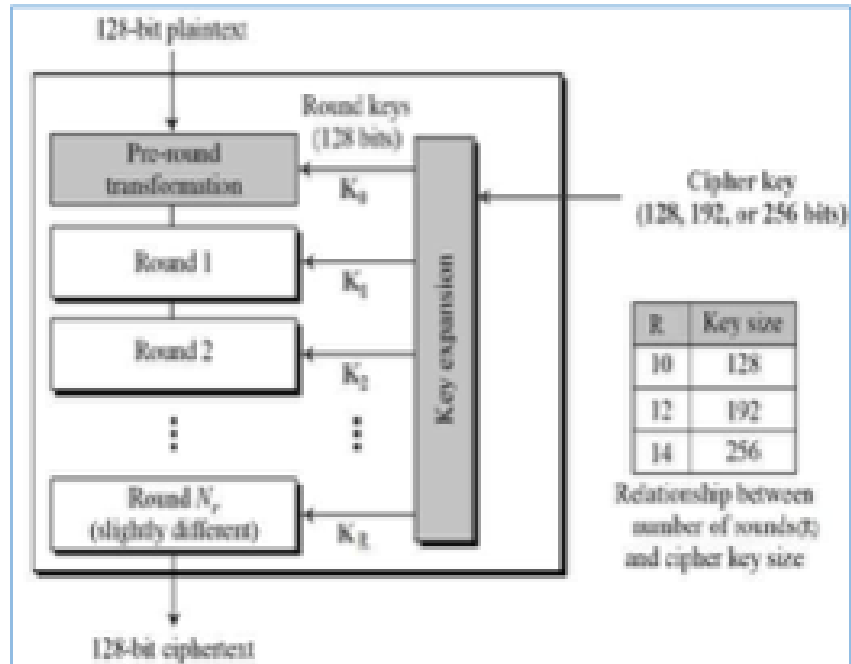 128-bit plaintext
Round keys
(128 bits)
Pre-round
transformation
K₀
Cipher key
(128, 192, or 256 bits)
Round 1
K₁
Round 2
K₂
Key expansion
Round Nᵣ
(slightly different)
K
R Key size
10 128
12 192
14 256
Relationship between
number of rounds
and cipher key size
128-bit ciphertext